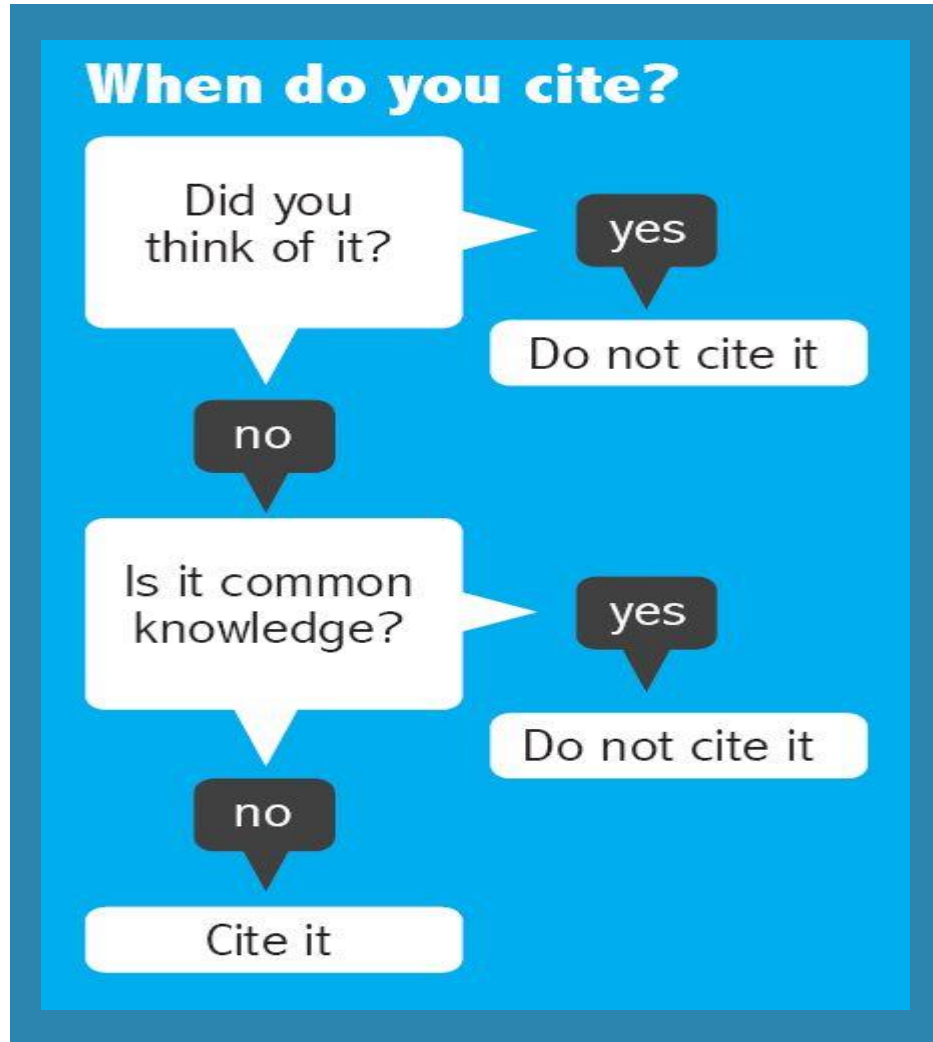 When do you cite?
Did you
think of it?
yes
Do not cite it
no
Is it common
knowledge?
yes
Do not cite it
no
Cite it